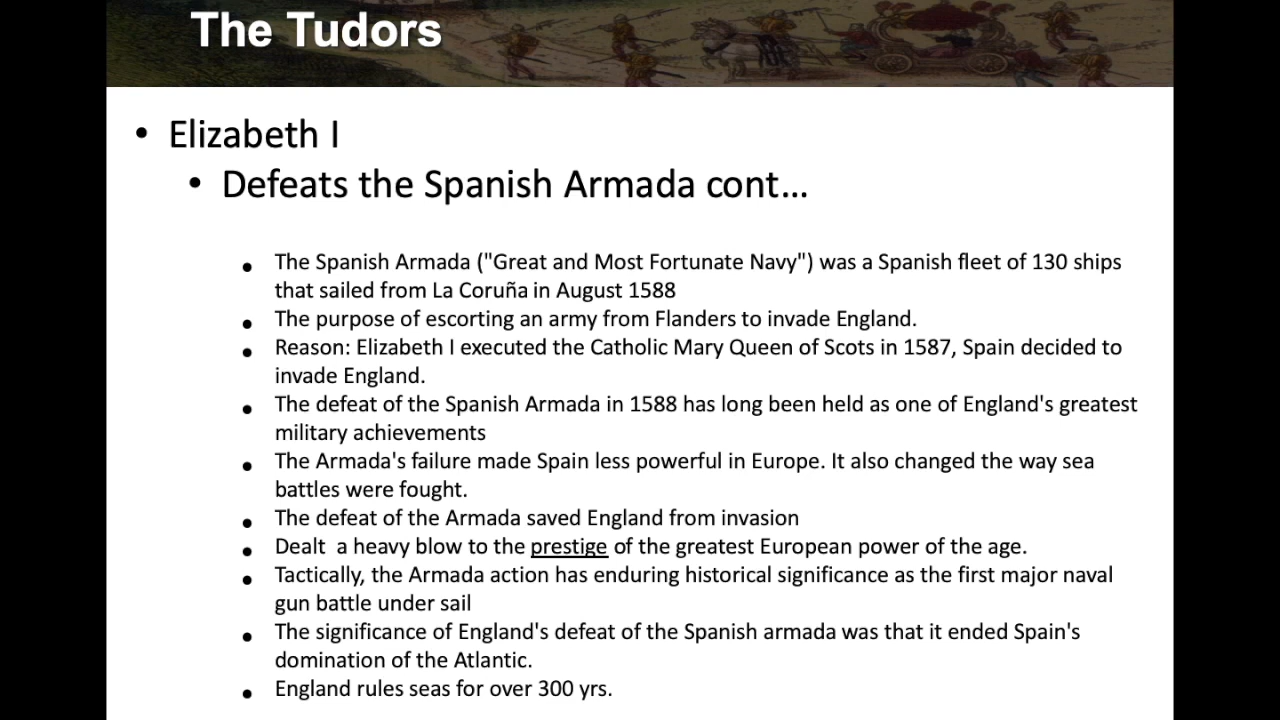 The Tudors
• Elizabeth I
• Defeats the Spanish Armada cont…
• The Spanish Armada ("Great and Most Fortunate Navy") was a Spanish fleet of 130 ships
that sailed from La Coruña in August 1588
• The purpose of escorting an army from Flanders to invade England.
• Reason: Elizabeth I executed the Catholic Mary Queen of Scots in 1587, Spain decided to
invade England.
• The defeat of the Spanish Armada in 1588 has long been held as one of England's greatest
military achievements
• The Armada's failure made Spain less powerful in Europe. It also changed the way sea
battles were fought.
• The defeat of the Armada saved England from invasion
• Dealt  a heavy blow to the prestige of the greatest European power of the age.
• Tactically, the Armada action has enduring historical significance as the first major naval
gun battle under sail
• The significance of England's defeat of the Spanish armada was that it ended Spain's
domination of the Atlantic.
• England rules seas for over 300 yrs.